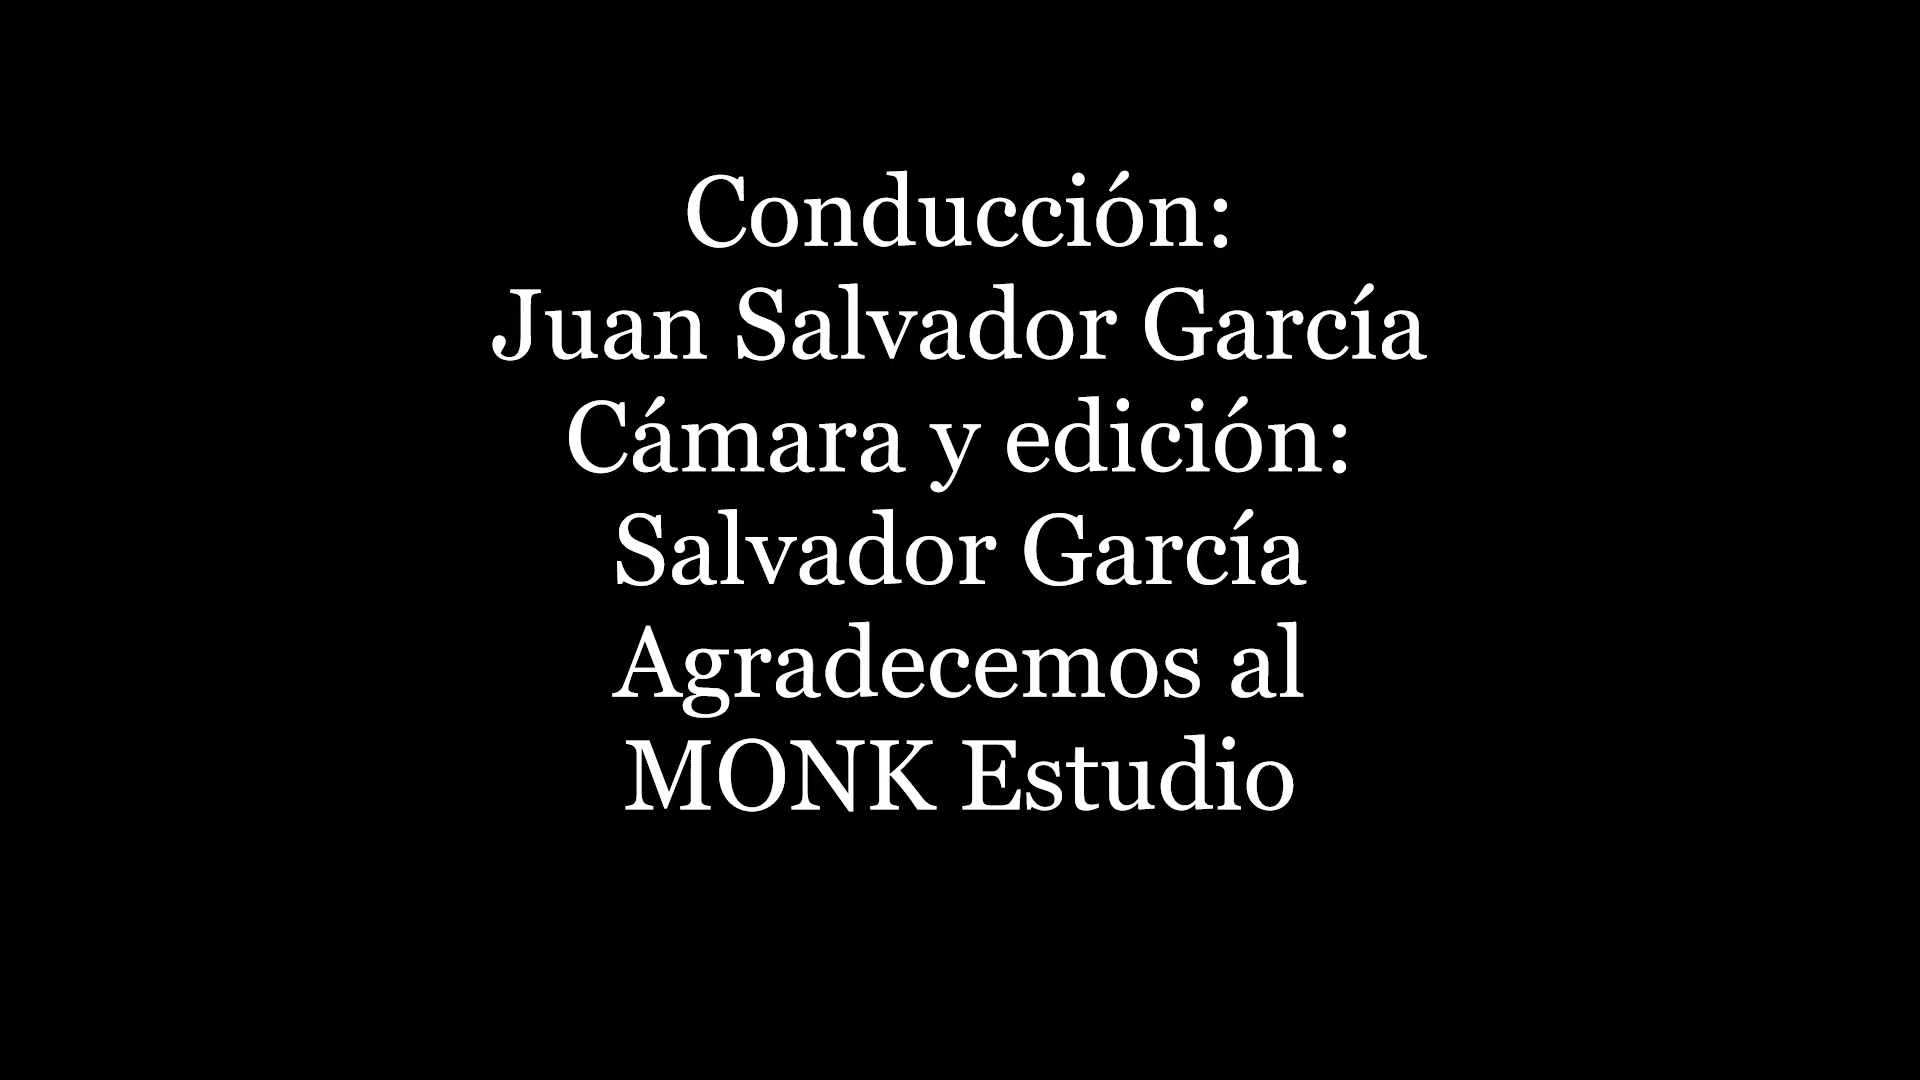 Conducción:
Juan Salvador García
Cámara y edición:
Salvador García
Agradecemos al
MONK Estudio